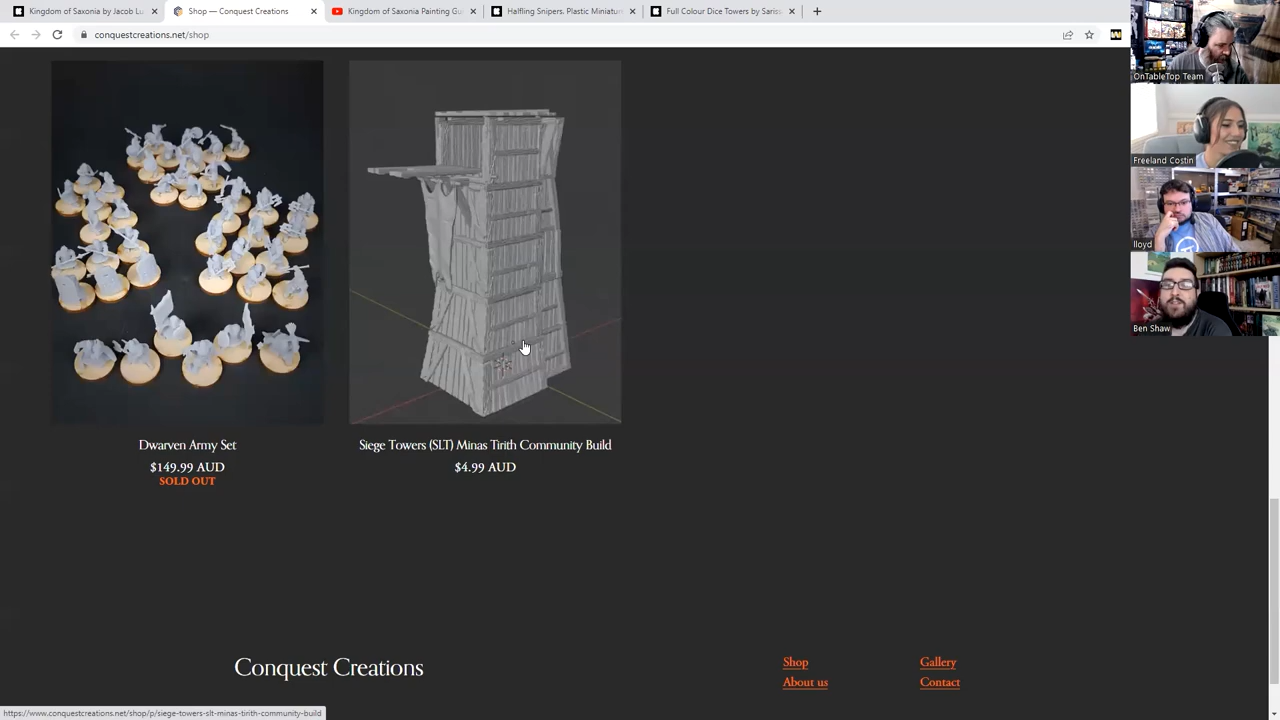 Kingdom of Saxonia by Jacob Lu
Shop — Conquest Creations
Kingdom of Saxonia Painting Gu
Halfling Snipers. Plastic Miniatur
Full Colour Dice Towers by Sariss
conquestcreations.net/shop
OnTableTop Team
Freeland Costin
lloyd
Ben Shaw
Dwarven Army Set
$149.99 AUD
SOLD OUT
Siege Towers (SLT) Minas Tirith Community Build
$4.99 AUD
Conquest Creations
Shop
About us
Gallery
Contact
https://www.conquestcreations.net/shop/p/siege-towers-slt-minas-tirith-community-build